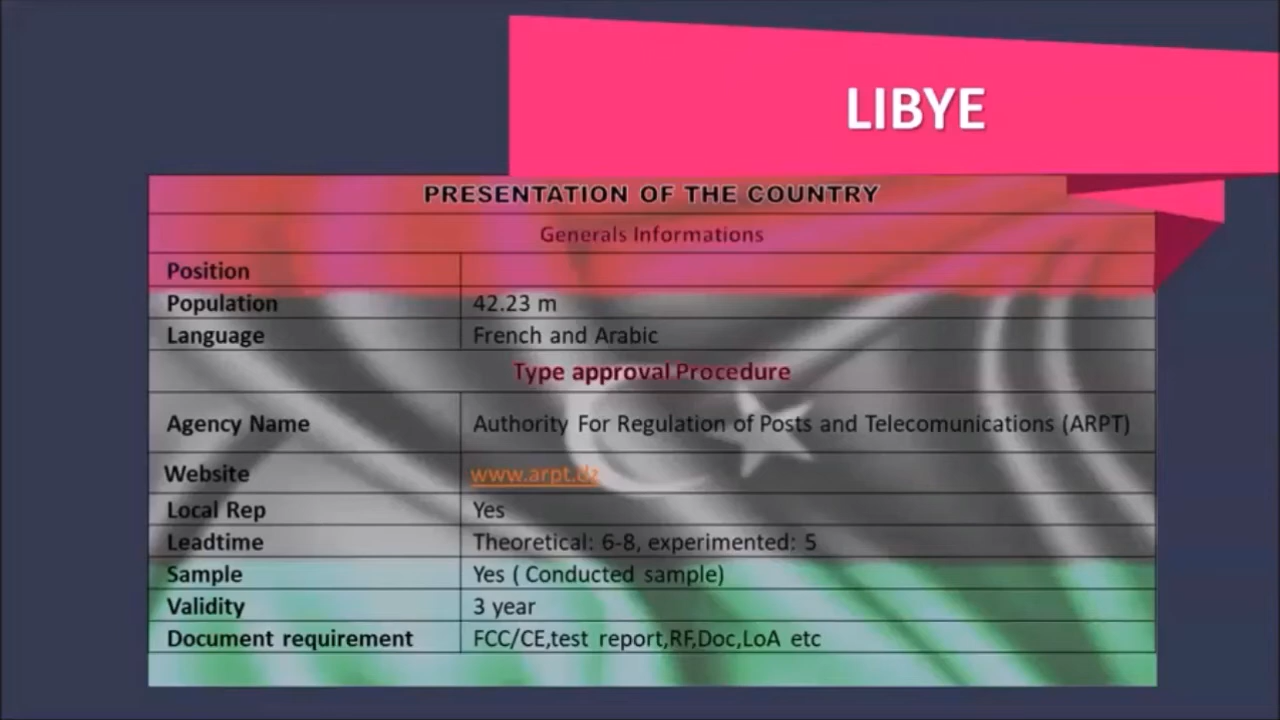 LIBYE
PRESENTATION OF THE COUNTRY
Generals Informations
Position
Population 42.23 m
Language French and Arabic
Type approval Procedure
Agency Name Authority For Regulation of Posts and Telecomunications (ARPT)
Website www.arpt.dz
Local Rep Yes
Leadtime Theoretical: 6-8, experimented: 5
Sample Yes ( Conducted sample)
Validity 3 year
Document requirement FCC/CE,test report,RF,Doc,LoA etc